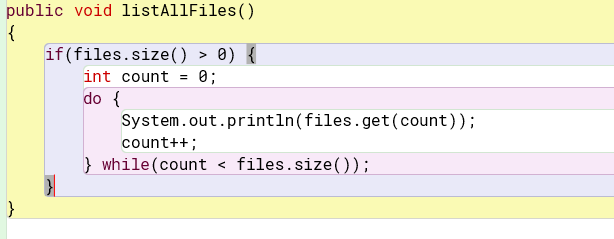 public void listAllFiles()
{
    if(files.size() > 0) {
        int count = 0;
        do {
            System.out.println(files.get(count));
            count++;
        } while(count < files.size());
    }
}